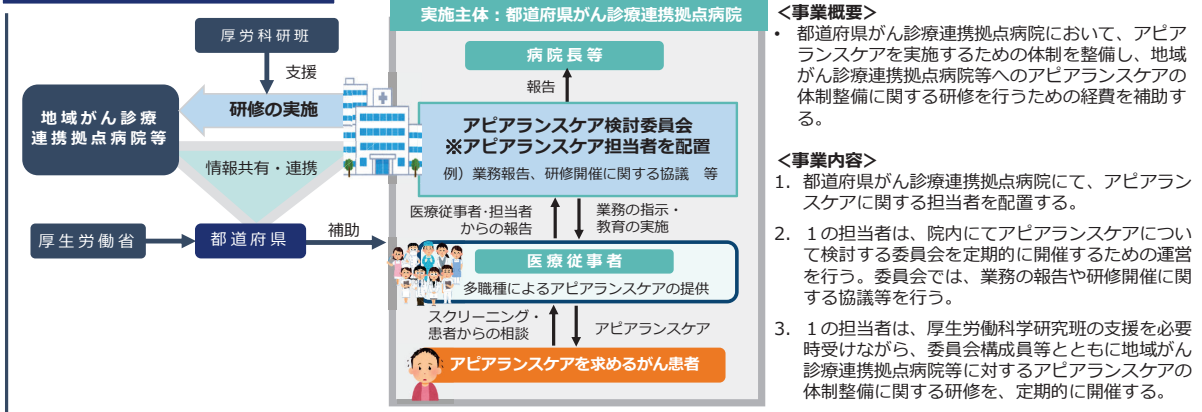 厚労科研班
支援
研修の実施
地域がん診療
連携拠点病院等
情報共有・連携
厚生労働省
都道府県
補助
実施主体：都道府県がん診療連携拠点病院
病院長等
報告
アピアランスケア検討委員会
※アピアランスケア担当者を配置
例）業務報告、研修開催に関する協議　等
医療従事者・担当者
からの報告
業務の指示・
教育の実施
医療従事者
多職種によるアピアランスケアの提供
スクリーニング・
患者からの相談
アピアランスケア
アピアランスケアを求めるがん患者
＜事業概要＞
• 都道府県がん診療連携拠点病院において、アピア
ランスケアを実施するための体制を整備し、地域
がん診療連携拠点病院等へのアピアランスケアの
体制整備に関する研修を行うための経費を補助す
る。
＜事業内容＞
1. 都道府県がん診療連携拠点病院にて、アピアラン
スケアに関する担当者を配置する。
2. １の担当者は、院内にてアピアランスケアについ
て検討する委員会を定期的に開催するための運営
を行う。委員会では、業務の報告や研修開催に関
する協議等を行う。
3. １の担当者は、厚生労働科学研究班の支援を必要
時受けながら、委員会構成員等とともに地域がん
診療連携拠点病院等に対するアピアランスケアの
体制整備に関する研修を、定期的に開催する。